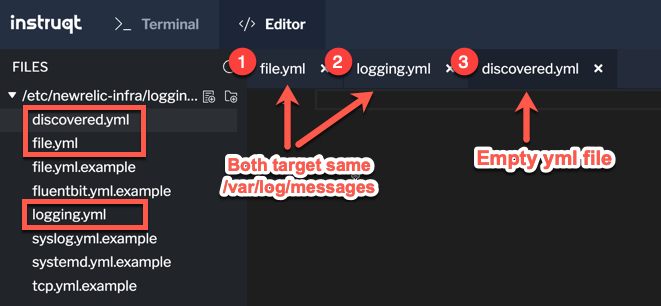 instruqt
>_ Terminal
</> Editor
FILES
1 file.yml ×
2 logging.yml ×
3 discovered.yml ×
/etc/newrelic-infra/loggin...
discovered.yml
file.yml
file.yml.example
fluentbit.yml.example
logging.yml
syslog.yml.example
systemd.yml.example
tcp.yml.example
Both target same
/var/log/messages
Empty yml file